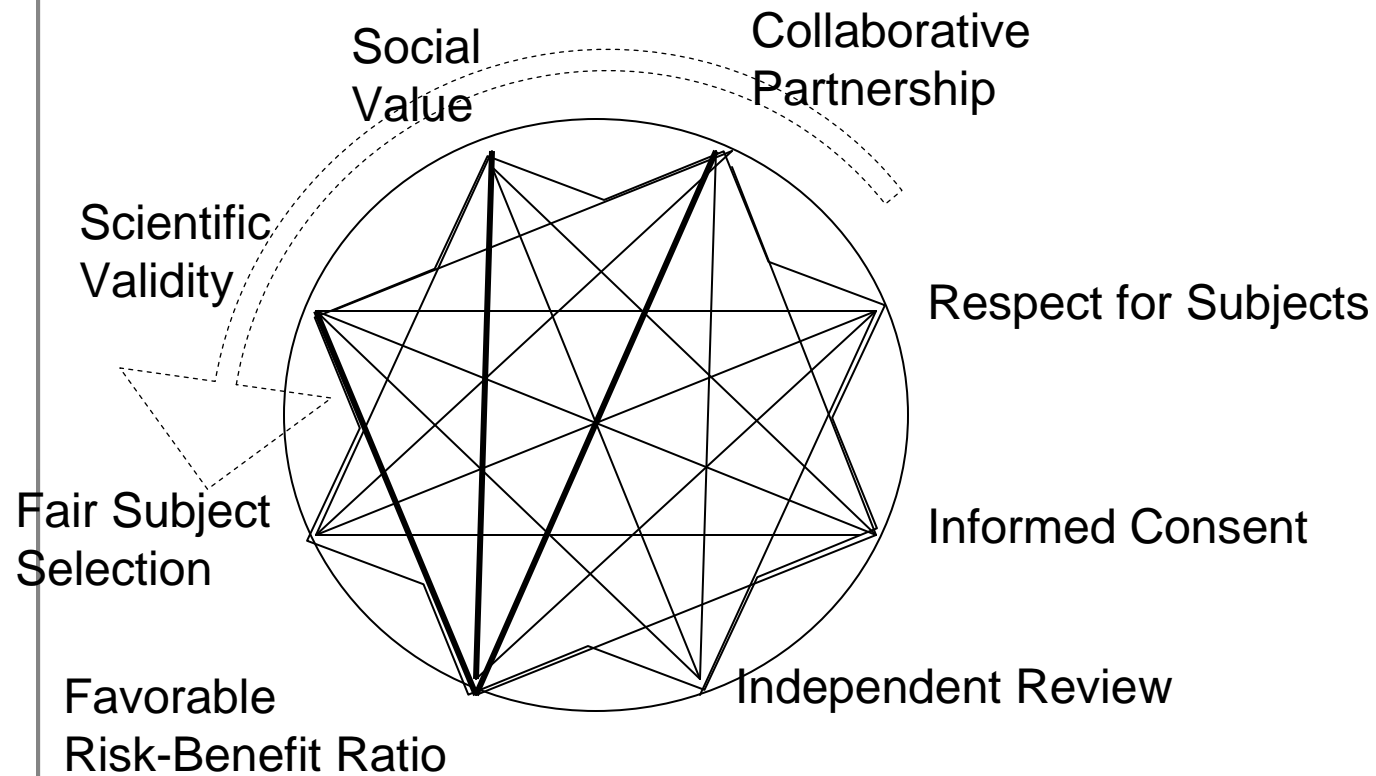 Social
Value
Collaborative
Partnership
Scientific
Validity
Respect for Subjects
Fair Subject
Selection
Informed Consent
Favorable
Risk-Benefit Ratio
Independent Review